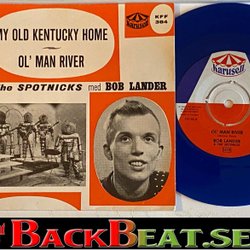 MY OLD KENTUCKY HOME
OL' MAN RIVER
Karusell
KFF 384
the SPOTNICKS med BOB LANDER
Karusell
OL' MAN RIVER
BOB LANDER
BACKBEAT.SE